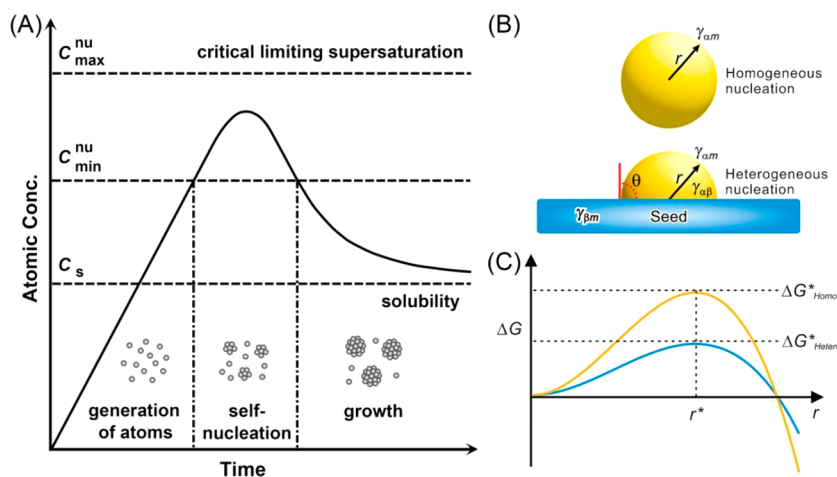 (A)
C nu max
critical limiting supersaturation
C nu min
C s
solubility
generation of atoms
self-nucleation
growth
Atomic Conc.
Time
(B)
γαm
r
Homogeneous
nucleation
γαm
Heterogeneous
nucleation
θ
r
γαβ
γβm
Seed
(C)
ΔG
ΔG*Homo
ΔG*Hetero
r*
r